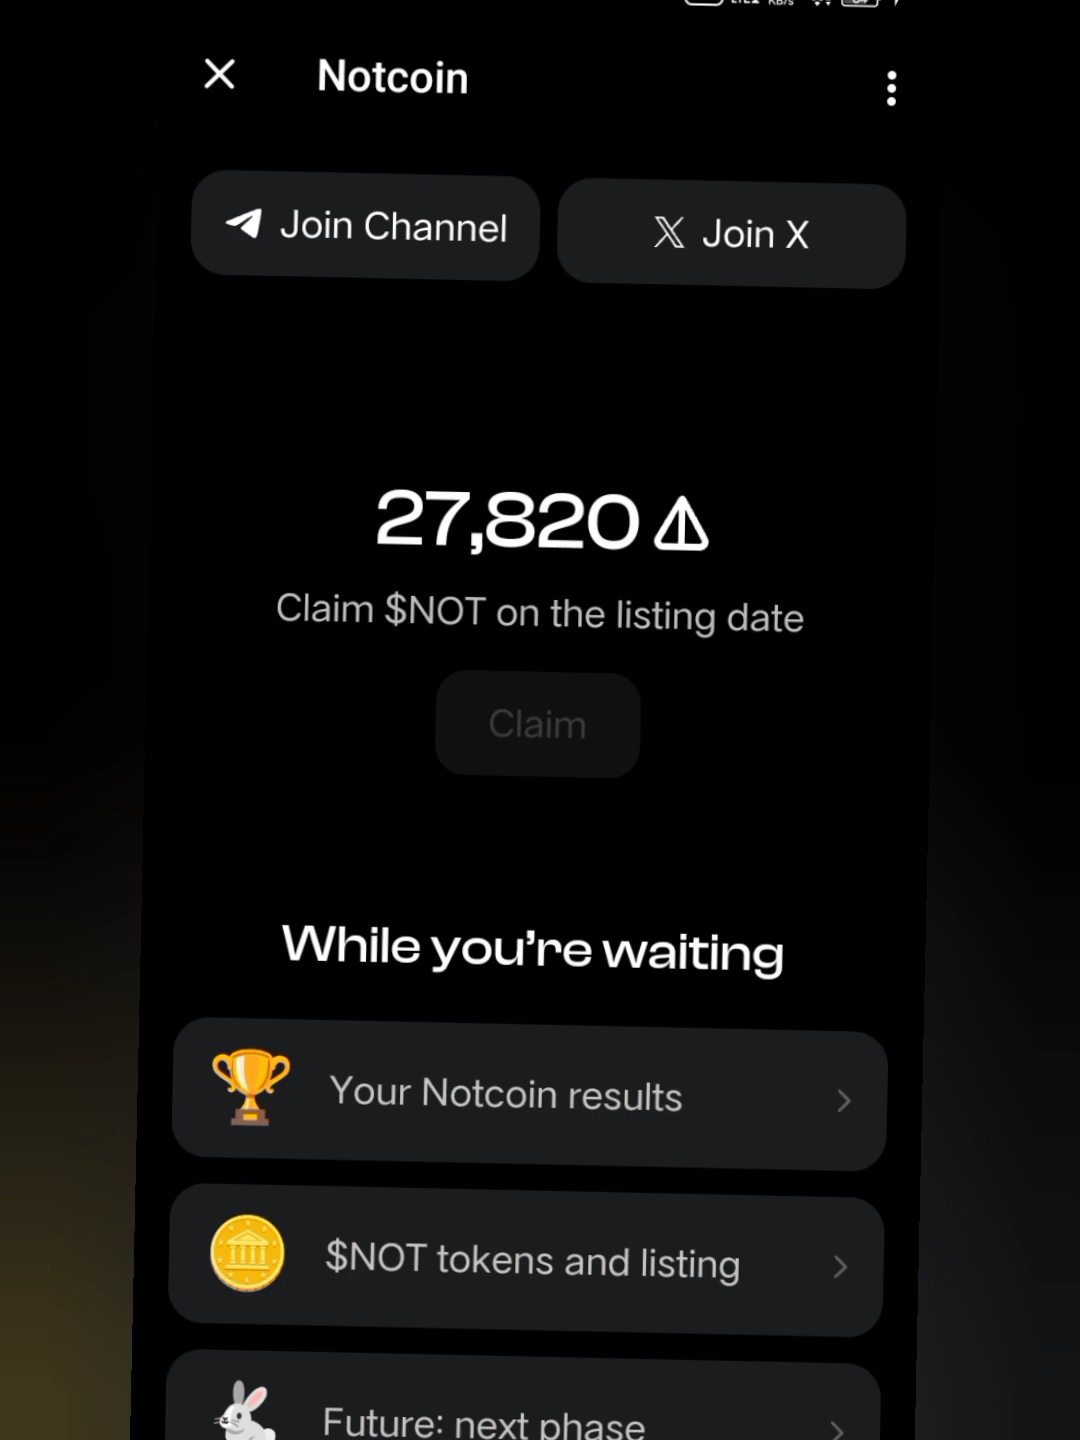 Notcoin
Join Channel
Join X
27,820
Claim $NOT on the listing date
Claim
While you're waiting
Your Notcoin results
$NOT tokens and listing
Future: next phase